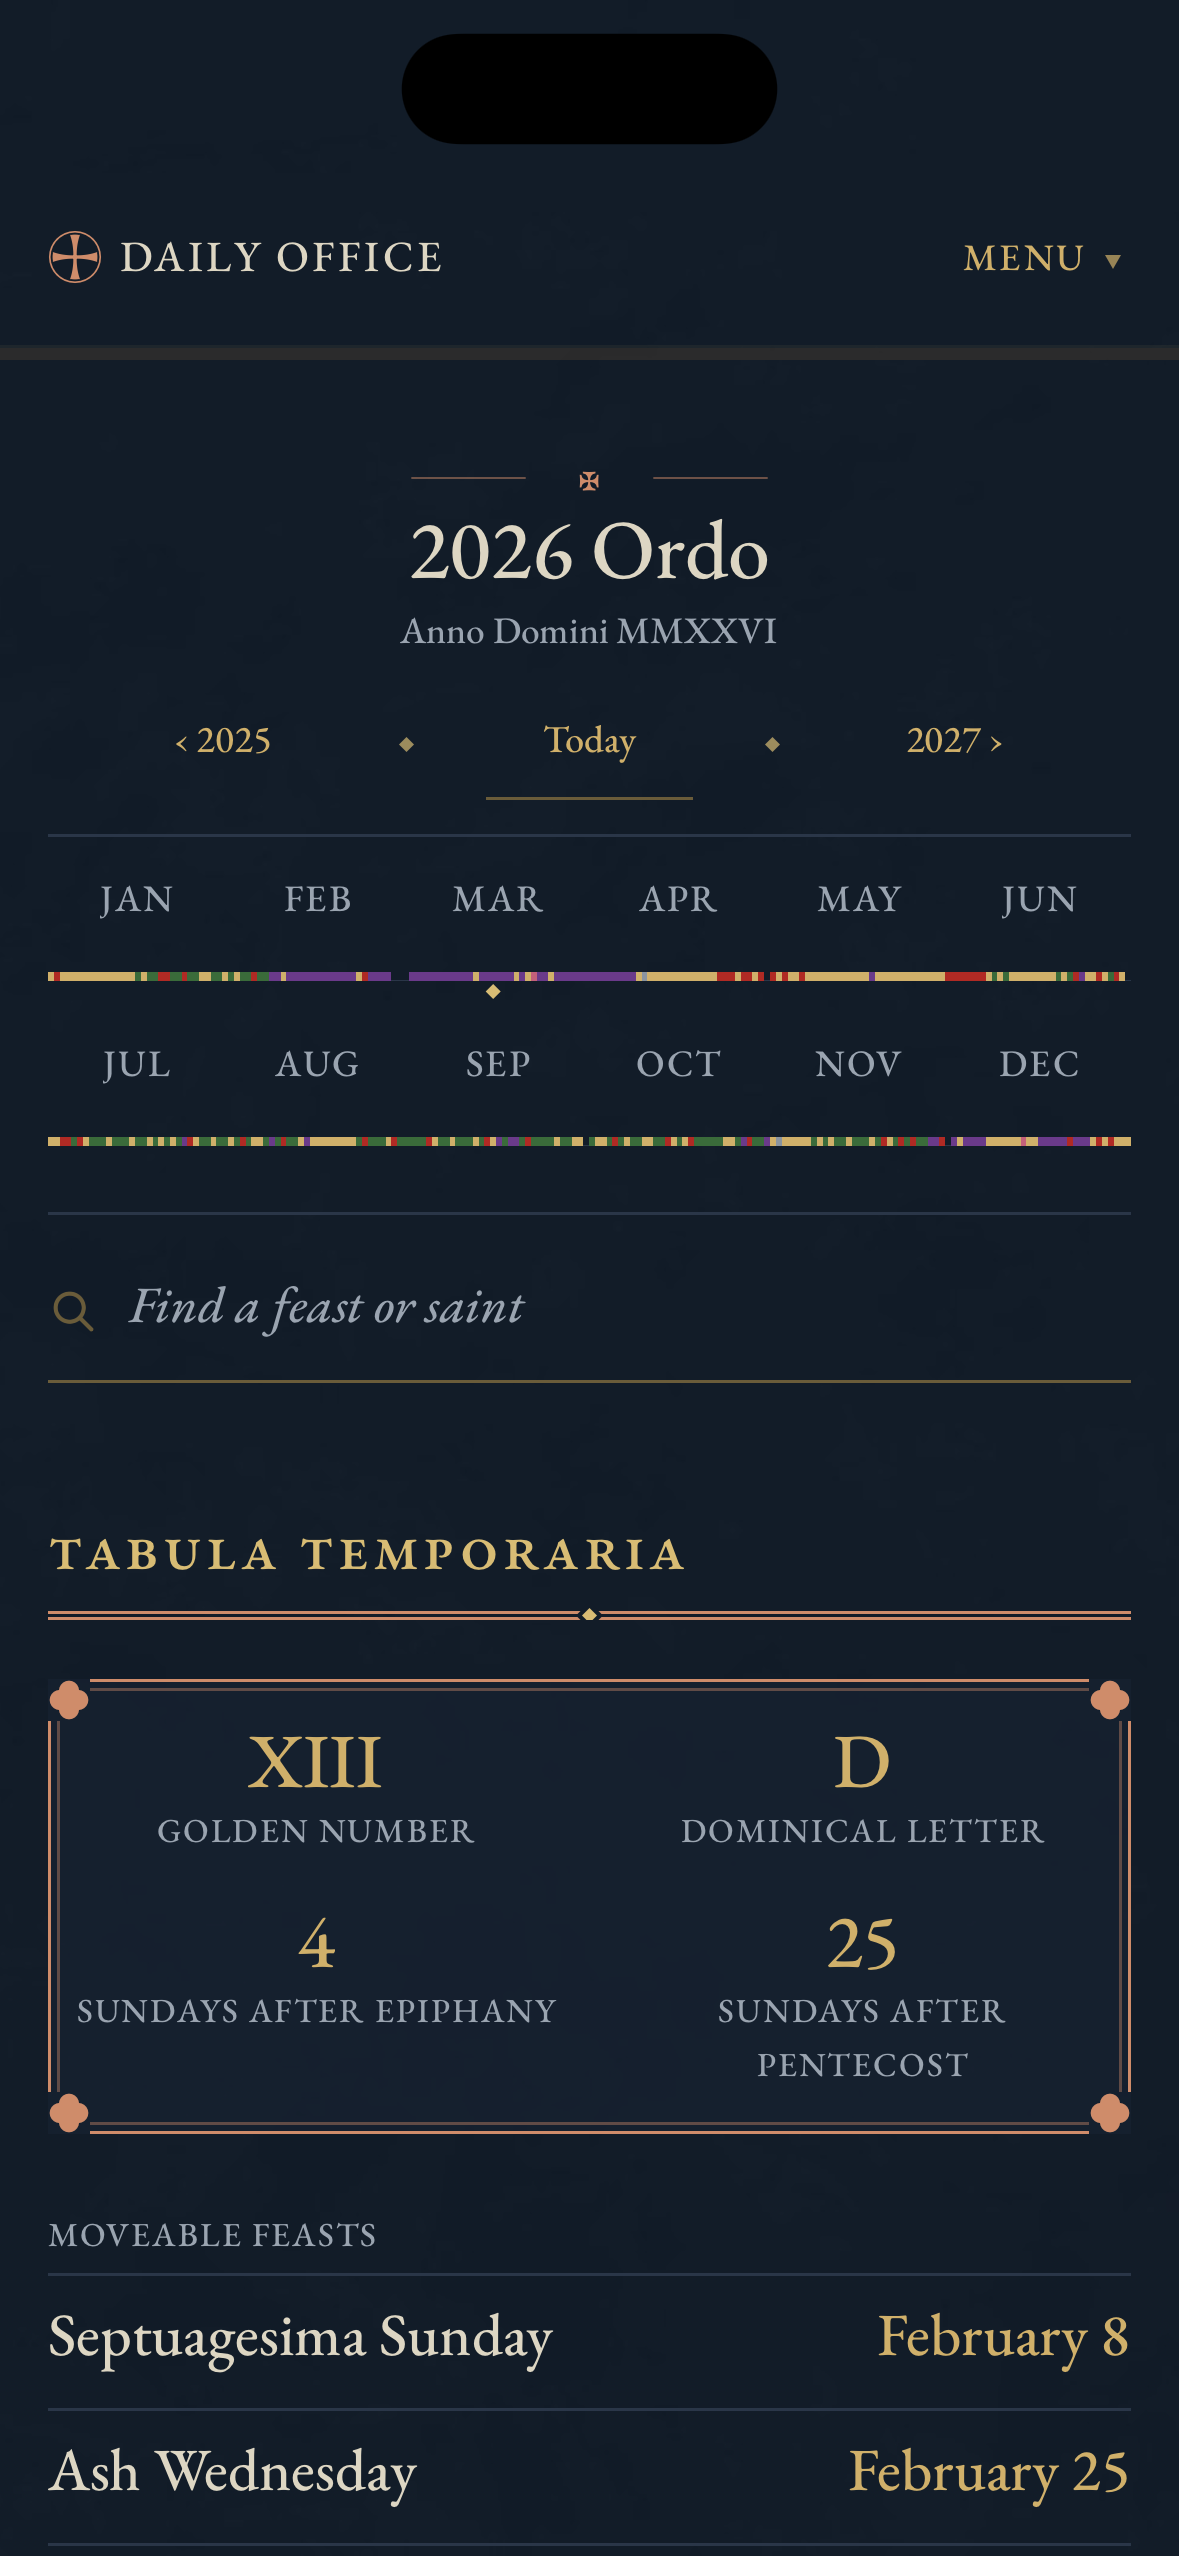 DAILY OFFICE
MENU ▼
✠
2026 Ordo
Anno Domini MMXXVI
‹ 2025 ◆ Today ◆ 2027 ›
JAN FEB MAR APR MAY JUN
JUL AUG SEP OCT NOV DEC
Find a feast or saint
TABULA TEMPORARIA
XIII D
GOLDEN NUMBER DOMINICAL LETTER
4 25
SUNDAYS AFTER EPIPHANY SUNDAYS AFTER
PENTECOST
MOVEABLE FEASTS
Septuagesima Sunday February 8
Ash Wednesday February 25